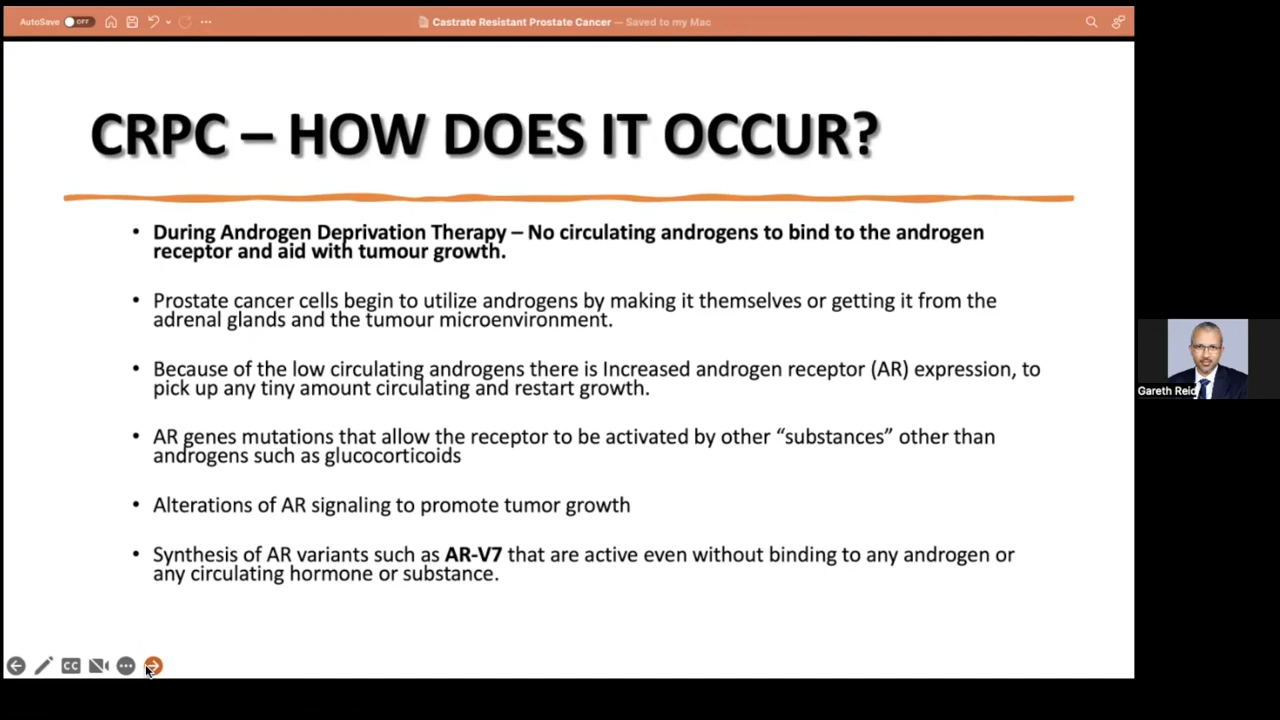 AutoSave OFF
Castrate Resistant Prostate Cancer — Saved to my Mac
CRPC – HOW DOES IT OCCUR?
• During Androgen Deprivation Therapy – No circulating androgens to bind to the androgen
receptor and aid with tumour growth.
• Prostate cancer cells begin to utilize androgens by making it themselves or getting it from the
adrenal glands and the tumour microenvironment.
• Because of the low circulating androgens there is Increased androgen receptor (AR) expression, to
pick up any tiny amount circulating and restart growth.
• AR genes mutations that allow the receptor to be activated by other “substances” other than
androgens such as glucocorticoids
• Alterations of AR signaling to promote tumor growth
• Synthesis of AR variants such as AR-V7 that are active even without binding to any androgen or
any circulating hormone or substance.
Gareth Reid
CC